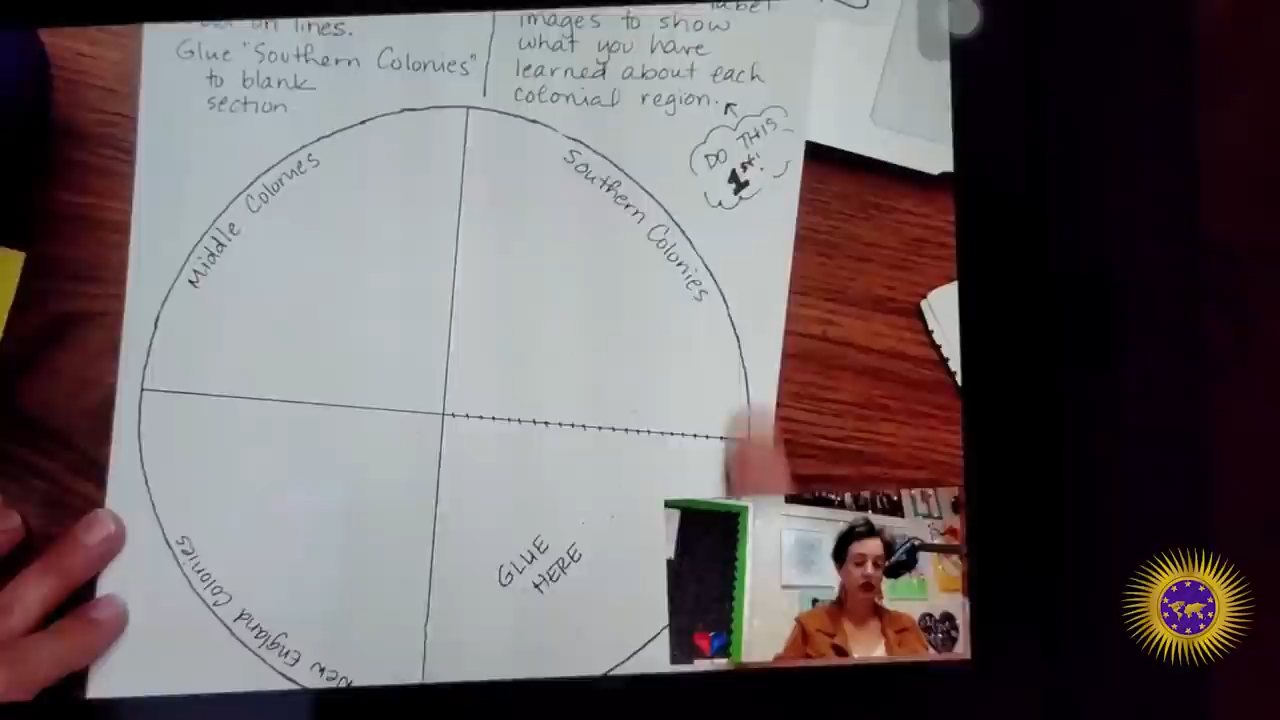 on lines.
Glue "Southern Colonies"
to blank
section
label
images to show
what you have
learned about each
colonial region.
DO THIS
1st!
Middle Colonies
Southern Colonies
New England Colonies
GLUE
HERE